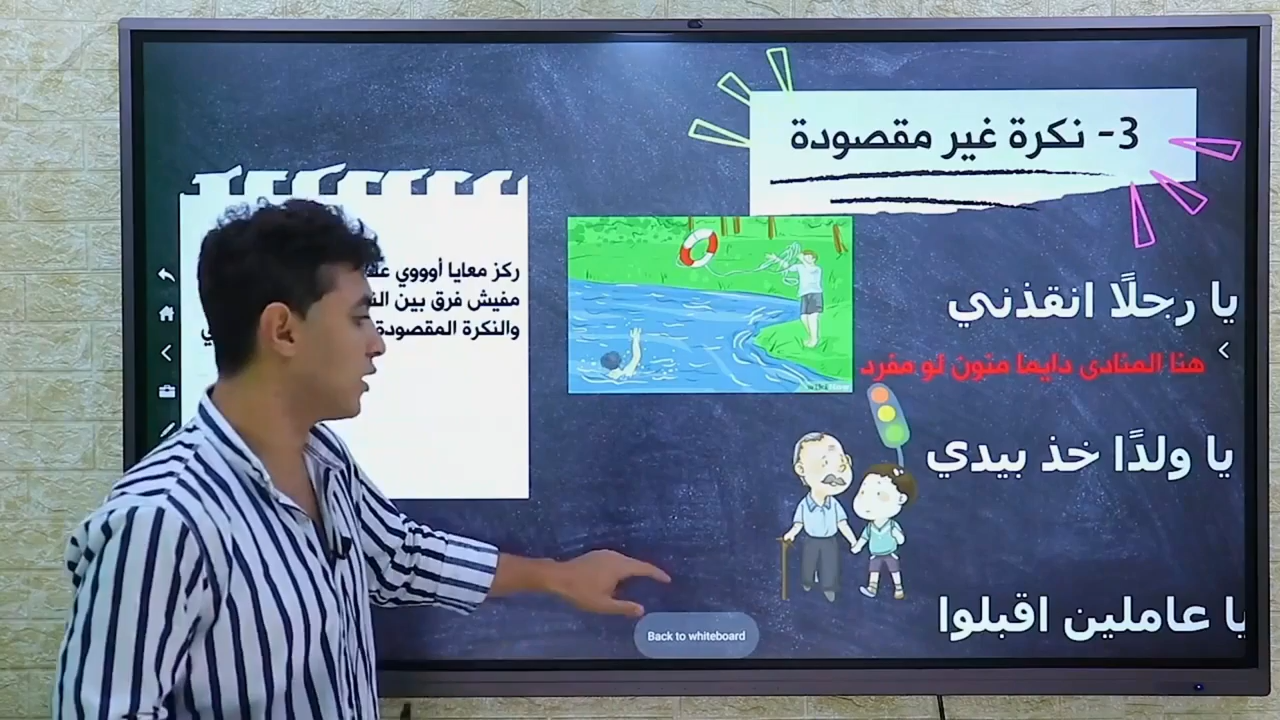 3- نكرة غير مقصودة
يا رجلًا انقذني
هنا المنادى دايما منون لو مفرد
يا ولدًا خذ بيدي
يا عاملين اقبلوا
ركز معايا أوووي
مفيش فرق بين
والنكرة المقصودة
Back to whiteboard